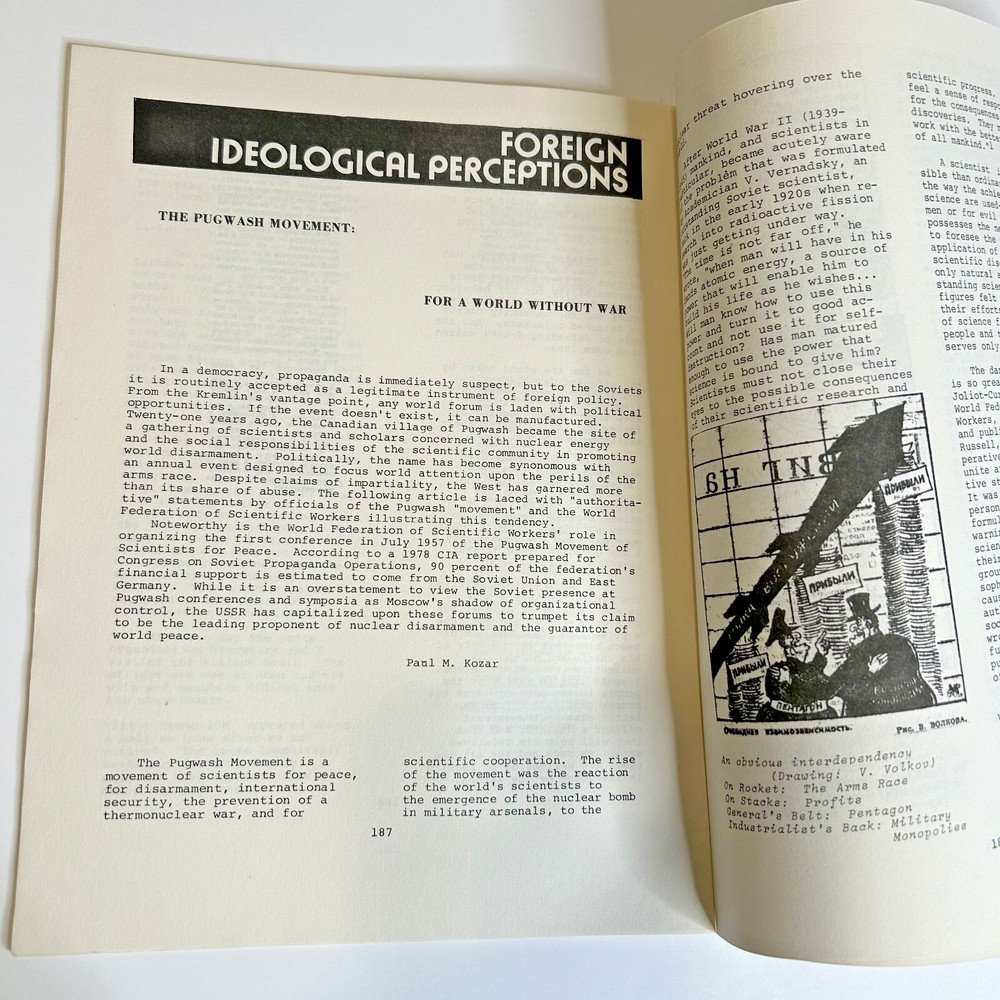 FOREIGN
IDEOLOGICAL PERCEPTIONS
THE PUGWASH MOVEMENT:
FOR A WORLD WITHOUT WAR
In a democracy, propaganda is immediately suspect, but to the Soviets
it is routinely accepted as a legitimate instrument of foreign policy.
From the Kremlin's vantage point, any world forum is laden with political
opportunities. If the event doesn't exist, it can be manufactured.
Twenty-one years ago, the Canadian village of Pugwash became the site of
a gathering of scientists and scholars concerned with nuclear energy
and the social responsibilities of the scientific community in promoting
world disarmament. Politically, the name has become synonomous with
an annual event designed to focus world attention upon the perils of the
arms race. Despite claims of impartiality, the West has garnered more
than its share of abuse. The following article is laced with "authorita-
tive" statements by officials of the Pugwash "movement" and the World
Federation of Scientific Workers illustrating this tendency.
Noteworthy is the World Federation of Scientific Workers' role in
organizing the first conference in July 1957 of the Pugwash Movement of
Scientists for Peace. According to a 1978 CIA report prepared for
Congress on Soviet Propaganda Operations, 90 percent of the federation's
financial support is estimated to come from the Soviet Union and East
Germany. While it is an overstatement to view the Soviet presence at
Pugwash conferences and symposia as Moscow's shadow of organizational
control, the USSR has capitalized upon these forums to trumpet its claim
to be the leading proponent of nuclear disarmament and the guarantor of
world peace.
Paul M. Kozar
The Pugwash Movement is a
movement of scientists for peace,
for disarmament, international
security, the prevention of a
thermonuclear war, and for
scientific cooperation. The rise
of the movement was the reaction
of the world's scientists to
the emergence of the nuclear bomb
in military arsenals, to the
187
threat hovering over the
After World War II (1939-
mankind, and scientists in
became acutely aware
the problem that was formulated
Academician V. Vernadsky, an
Soviet scientist,
in the early 1920s when re-
into radioactive fission
just getting under way.
time is not far off," he
"when man will have in his
atomic energy, a source of
that will enable him to
his life as he wishes...
man know how to use this
and turn it to good ac-
and not use it for self-
destruction? Has man matured
enough to use the power that
science is bound to give him?
Scientists must not close their
eyes to the possible consequences
of their scientific research and
ПРИБЫЛИ
ПРИБЫЛИ
ПРИБЫЛИ
ПЕНТАГОН
Очевидная взаимозависимость.
Рис. В. ВОЛКОВА.
An obvious interdependency
(Drawing: V. Volkov)
On Rocket: The Arms Race
On Stacks: Profits
General's Belt: Pentagon
Industrialist's Back: Military
Monopolies
scientific progress,
feel a sense of
for the consequences
discoveries. They
work with the
of all mankind."
A scientist
sible than
the way the
science are used
men or for evil
possesses the
to foresee the
application of
scientific
only natural
standing
figures felt
their efforts
of science
people and
serves only
The
is so
World
Workers,
and
Russell,
unite
It was